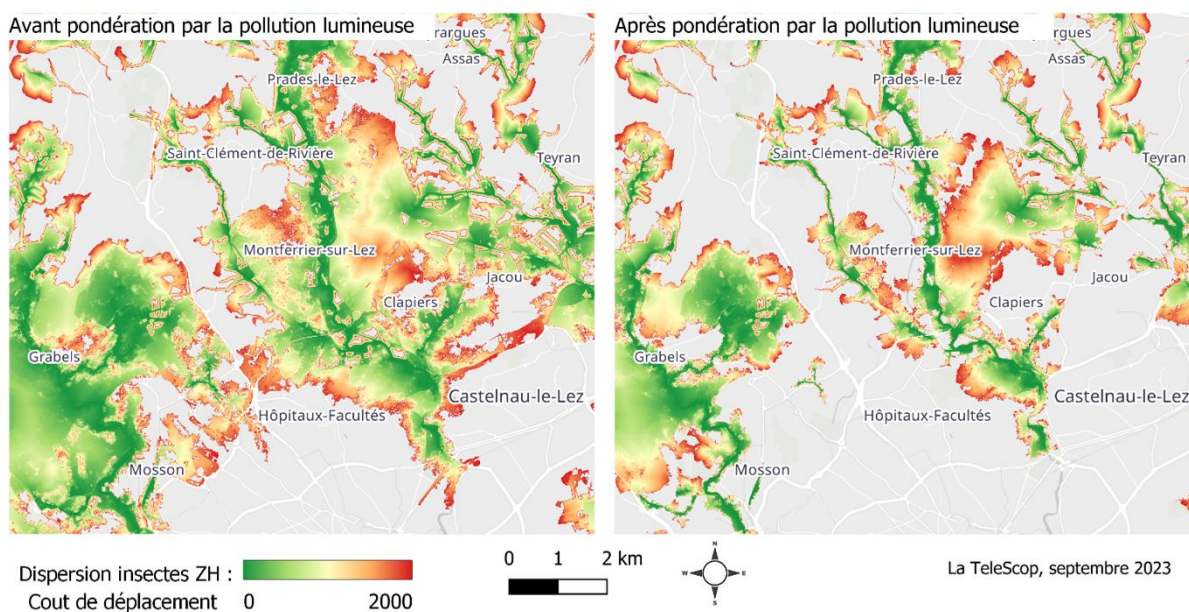 Avant pondération par la pollution lumineuse
Après pondération par la pollution lumineuse
rargues
Assas
Prades-le-Lez
Saint-Clément-de-Rivière
Teyran
Montferrier-sur-Lez
Jacou
Clapiers
Grabels
Castelnau-le-Lez
Hôpitaux-Facultés
Mosson
rgues
Assas
Prades-le-Lez
Saint-Clément-de-Rivière
Teyran
Montferrier-sur-Lez
Jacou
Clapiers
Grabels
Castelnau-le-Lez
Hôpitaux-Facultés
Mosson
Dispersion insectes ZH :
Cout de déplacement
0 2000
0 1 2 km
N
W E
S
La TeleScop, septembre 2023